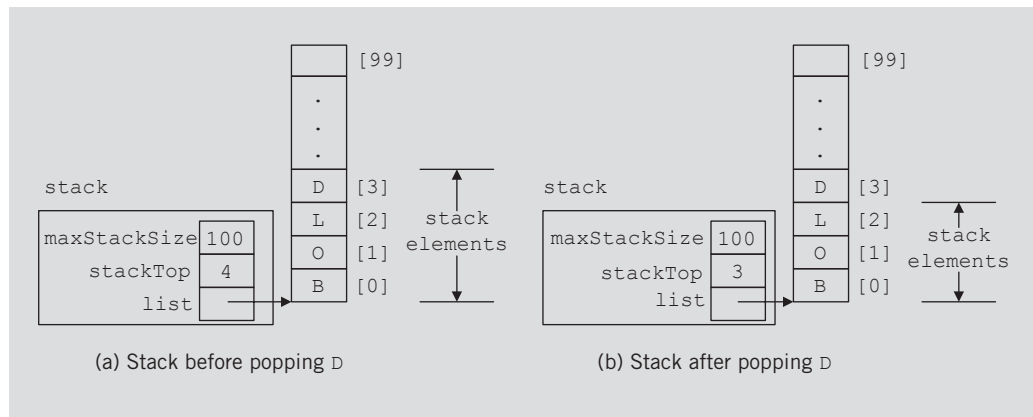 [99]
.
.
.
stack
D [3]
L [2]
O [1]
B [0]
stack
elements
maxStackSize 100
stackTop 4
list
(a) Stack before popping D
[99]
.
.
.
stack
D [3]
L [2]
O [1]
B [0]
stack
elements
maxStackSize 100
stackTop 3
list
(b) Stack after popping D